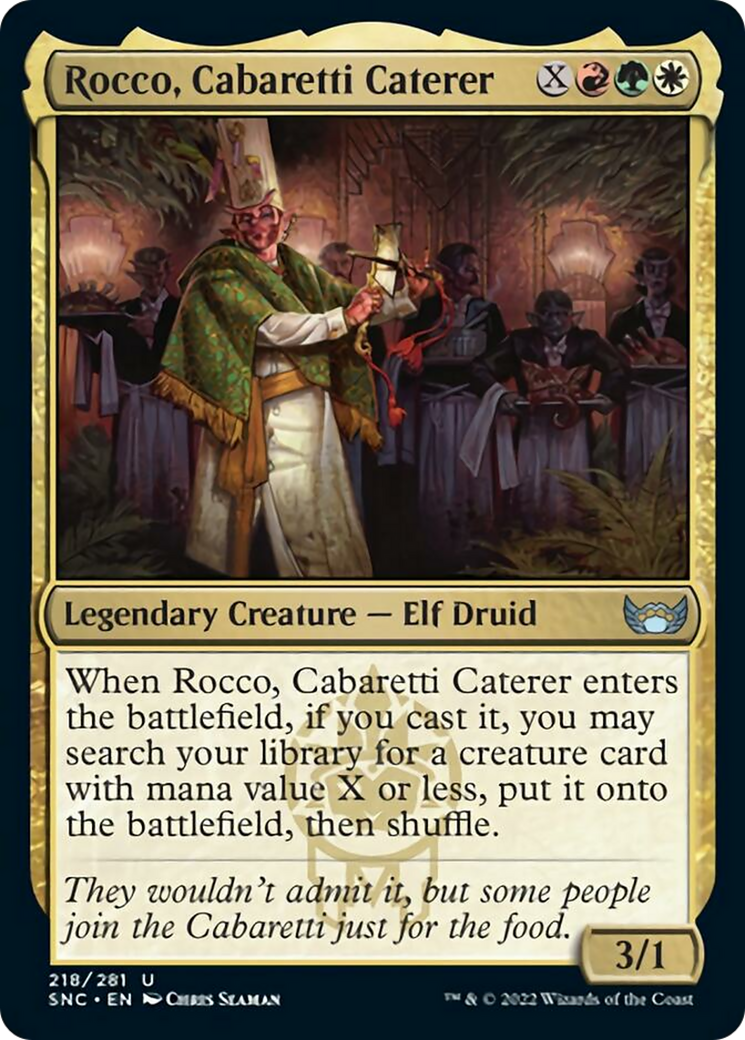 Rocco, Cabaretti Caterer X
Legendary Creature — Elf Druid
When Rocco, Cabaretti Caterer enters
the battlefield, if you cast it, you may
search your library for a creature card
with mana value X or less, put it onto
the battlefield, then shuffle.
They wouldn't admit it, but some people
join the Cabaretti just for the food.
3/1
218/281 U
SNC • EN Chris Seaman
™ & © 2022 Wizards of the Coast